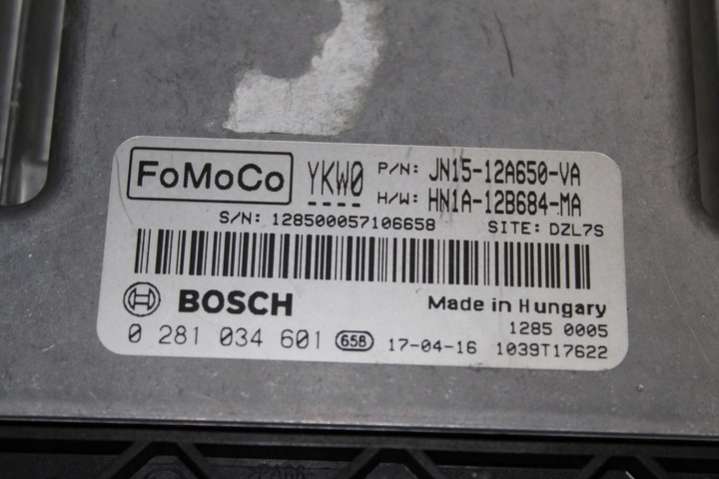 FoMoCo YKW0 P/N: JN15-12A650-VA
H/W: HN1A-12B684-MA
S/N: 128500057106658 SITE: DZL7S
BOSCH Made in Hungary
1285 0005
0 281 034 601 658 17-04-16 1039T17622